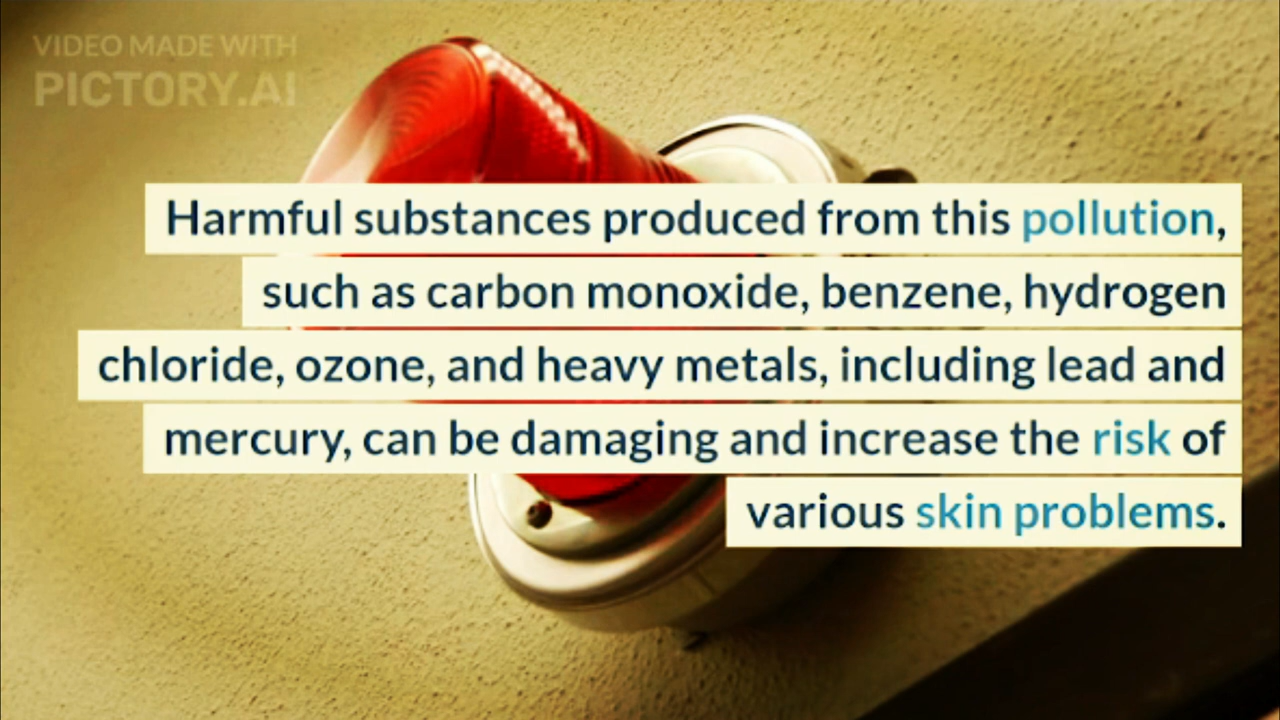 VIDEO MADE WITH
PICTORY.AI
Harmful substances produced from this pollution,
such as carbon monoxide, benzene, hydrogen
chloride, ozone, and heavy metals, including lead and
mercury, can be damaging and increase the risk of
various skin problems.